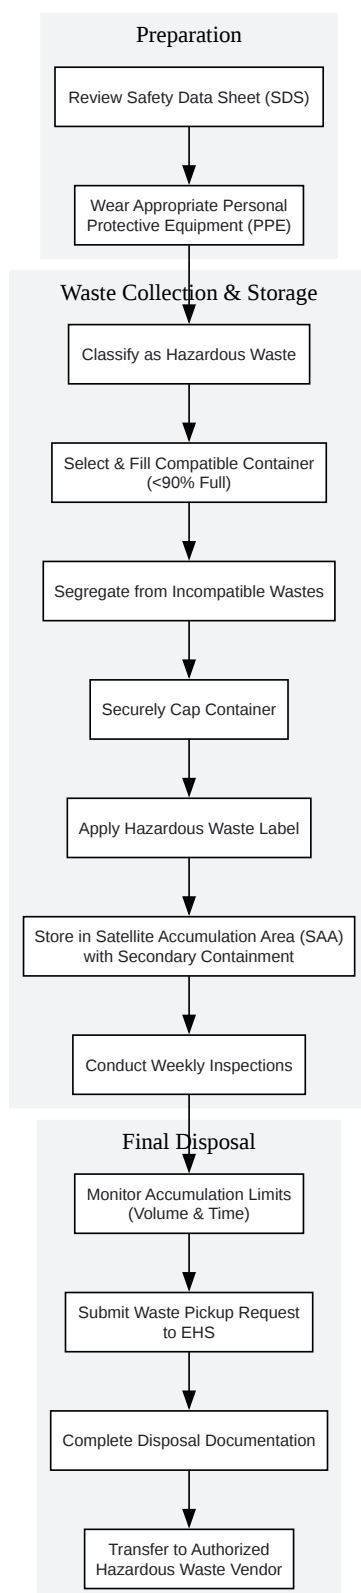 Preparation
Review Safety Data Sheet (SDS)
Wear Appropriate Personal
Protective Equipment (PPE)
Waste Collection & Storage
Classify as Hazardous Waste
Select & Fill Compatible Container
(<90% Full)
Segregate from Incompatible Wastes
Securely Cap Container
Apply Hazardous Waste Label
Store in Satellite Accumulation Area (SAA)
with Secondary Containment
Conduct Weekly Inspections
Final Disposal
Monitor Accumulation Limits
(Volume & Time)
Submit Waste Pickup Request
to EHS
Complete Disposal Documentation
Transfer to Authorized
Hazardous Waste Vendor